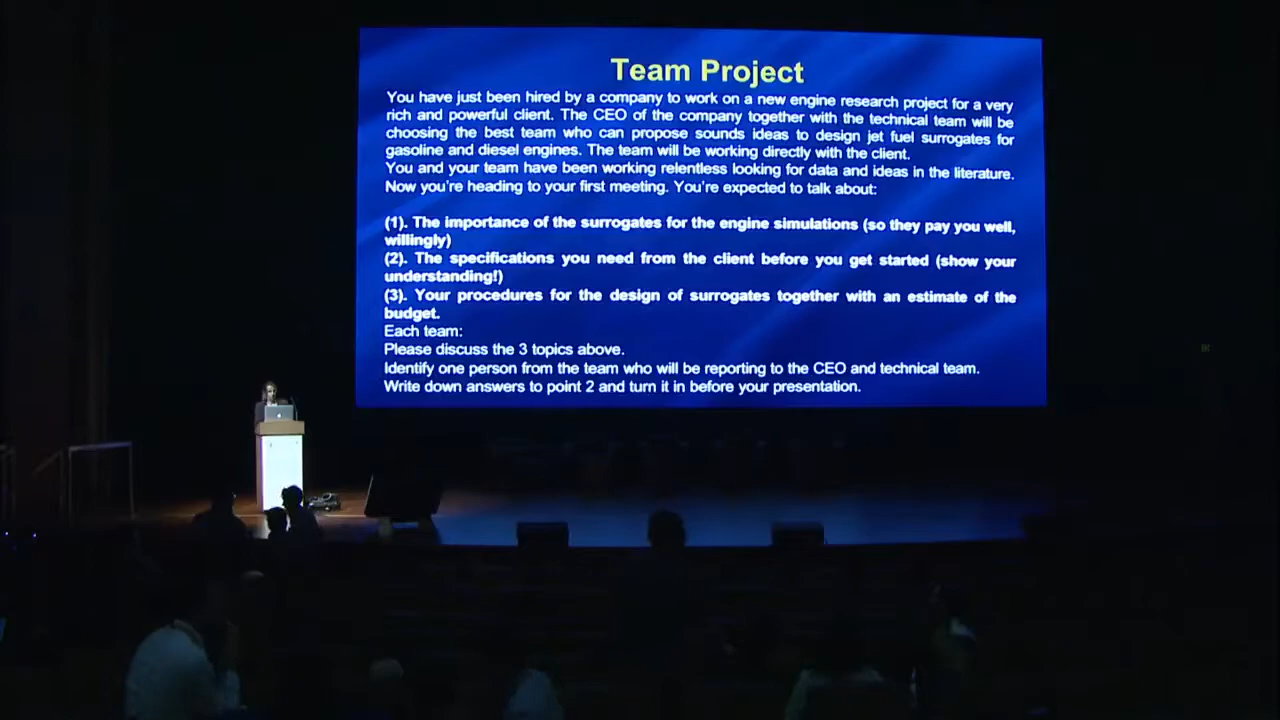 Team Project
You have just been hired by a company to work on a new engine research project for a very
rich and powerful client. The CEO of the company together with the technical team will be
choosing the best team who can propose sounds ideas to design jet fuel surrogates for
gasoline and diesel engines. The team will be working directly with the client.
You and your team have been working relentless looking for data and ideas in the literature.
Now you're heading to your first meeting. You're expected to talk about:
(1). The importance of the surrogates for the engine simulations (so they pay you well,
willingly)
(2). The specifications you need from the client before you get started (show your
understanding!)
(3). Your procedures for the design of surrogates together with an estimate of the
budget.
Each team:
Please discuss the 3 topics above.
Identify one person from the team who will be reporting to the CEO and technical team.
Write down answers to point 2 and turn it in before your presentation.